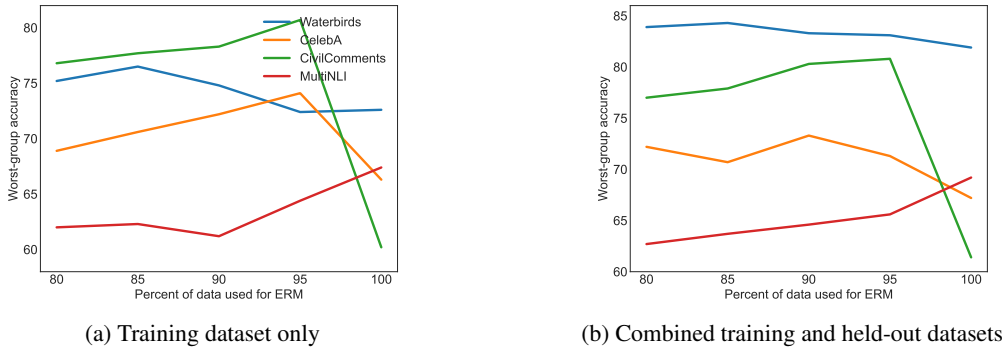 80
75
70
65
60
Worst-group accuracy
Waterbirds
CelebA
CivilComments
MultiNLI
80 85 90 95 100
Percent of data used for ERM
(a) Training dataset only
85
80
75
70
65
60
Worst-group accuracy
80 85 90 95 100
Percent of data used for ERM
(b) Combined training and held-out datasets